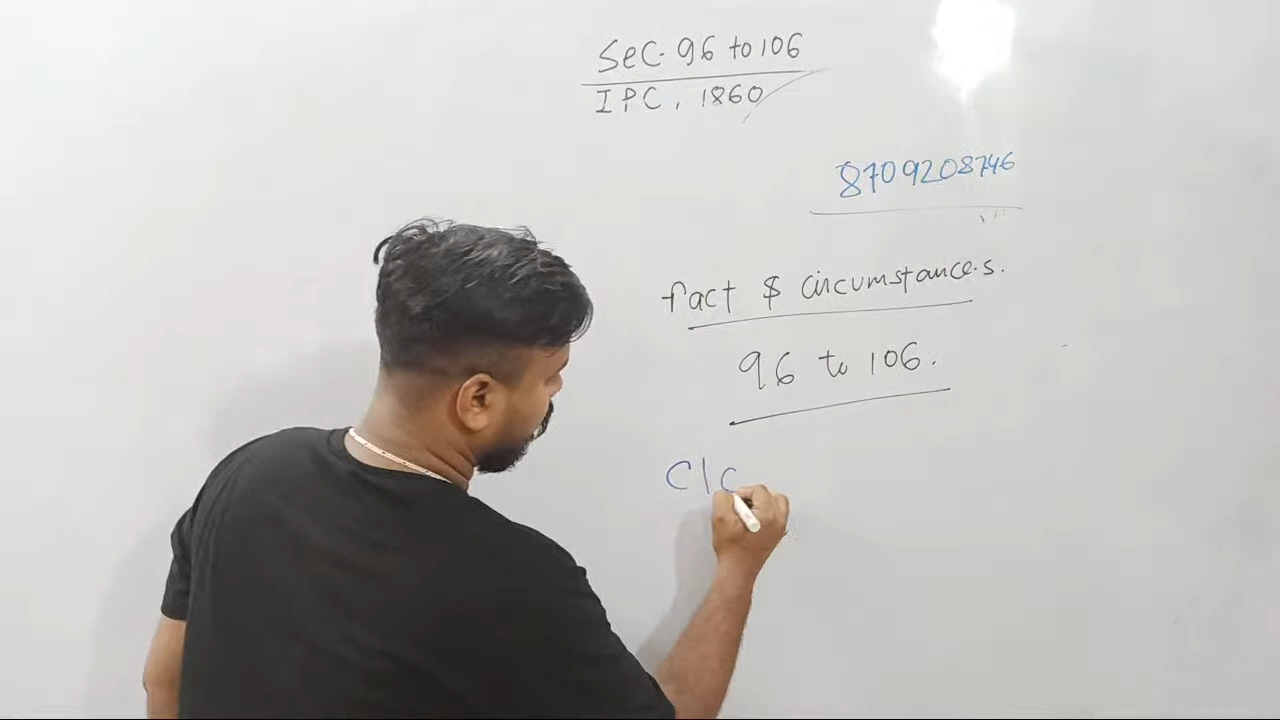 Sec. 96 to 106
IPC, 1860
8709208746
fact $ circumstances.
96 to 106.
C/C